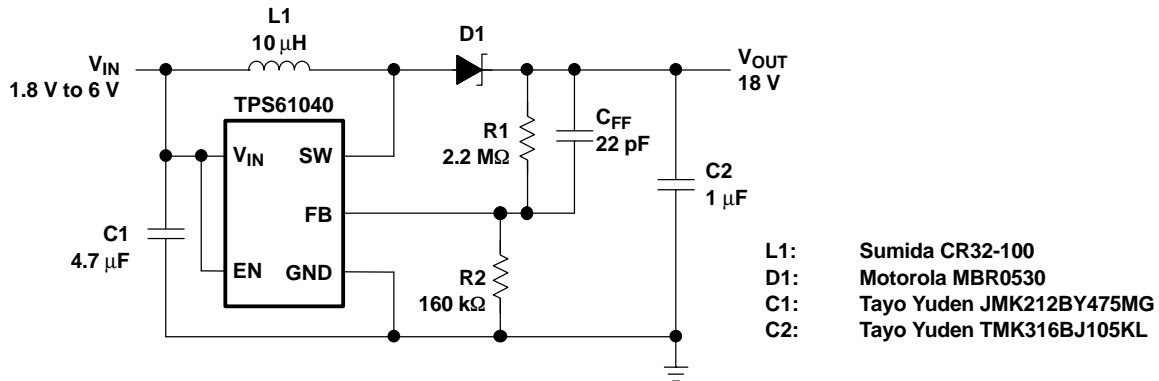 L1
10 μH
D1
VIN
1.8 V to 6 V
VOUT
18 V
TPS61040
VIN
SW
FB
EN
GND
R1
2.2 MΩ
CFF
22 pF
C2
1 μF
C1
4.7 μF
R2
160 kΩ
L1: Sumida CR32-100
D1: Motorola MBR0530
C1: Tayo Yuden JMK212BY475MG
C2: Tayo Yuden TMK316BJ105KL